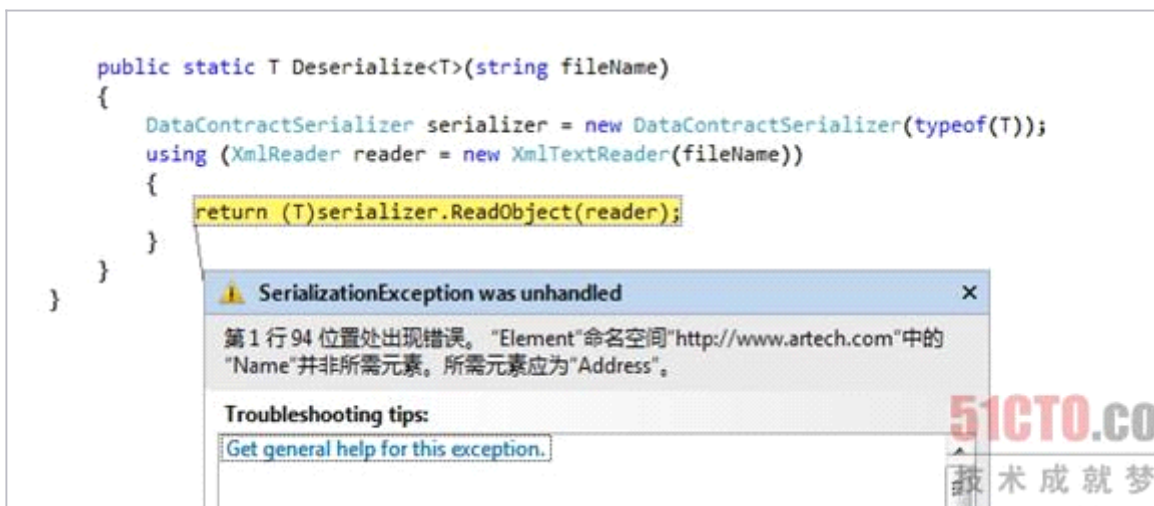 public static T Deserialize<T>(string fileName)
{
DataContractSerializer serializer = new DataContractSerializer(typeof(T));
using (XmlReader reader = new XmlTextReader(fileName))
{
return (T)serializer.ReadObject(reader);
}
}
}
SerializationException was unhandled
第 1 行 94 位置处出现错误。 "Element"命名空间"http://www.artech.com"中的
"Name"并非所需元素。所需元素应为"Address"。
Troubleshooting tips:
Get general help for this exception.
51CTO.co
技术成就梦